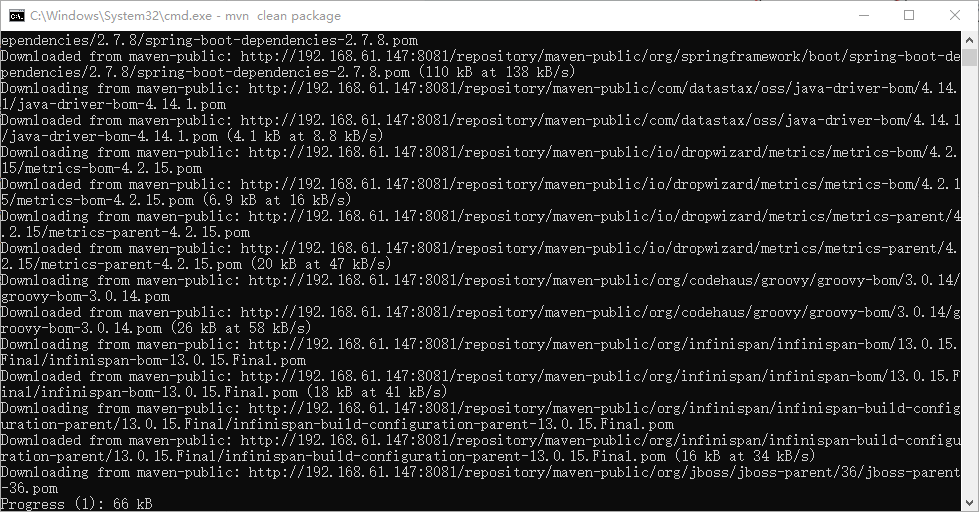 C:\Windows\System32\cmd.exe - mvn  clean package
ependencies/2.7.8/spring-boot-dependencies-2.7.8.pom
Downloaded from maven-public: http://192.168.61.147:8081/repository/maven-public/org/springframework/boot/spring-boot-de
pendencies/2.7.8/spring-boot-dependencies-2.7.8.pom (110 kB at 138 kB/s)
Downloading from maven-public: http://192.168.61.147:8081/repository/maven-public/com/datastax/oss/java-driver-bom/4.14.
1/java-driver-bom-4.14.1.pom
Downloaded from maven-public: http://192.168.61.147:8081/repository/maven-public/com/datastax/oss/java-driver-bom/4.14.1
/java-driver-bom-4.14.1.pom (4.1 kB at 8.8 kB/s)
Downloading from maven-public: http://192.168.61.147:8081/repository/maven-public/io/dropwizard/metrics/metrics-bom/4.2.
15/metrics-bom-4.2.15.pom
Downloaded from maven-public: http://192.168.61.147:8081/repository/maven-public/io/dropwizard/metrics/metrics-bom/4.2.1
5/metrics-bom-4.2.15.pom (6.9 kB at 16 kB/s)
Downloading from maven-public: http://192.168.61.147:8081/repository/maven-public/io/dropwizard/metrics/metrics-parent/4
.2.15/metrics-parent-4.2.15.pom
Downloaded from maven-public: http://192.168.61.147:8081/repository/maven-public/io/dropwizard/metrics/metrics-parent/4.
2.15/metrics-parent-4.2.15.pom (20 kB at 47 kB/s)
Downloading from maven-public: http://192.168.61.147:8081/repository/maven-public/org/codehaus/groovy/groovy-bom/3.0.14/
groovy-bom-3.0.14.pom
Downloaded from maven-public: http://192.168.61.147:8081/repository/maven-public/org/codehaus/groovy/groovy-bom/3.0.14/g
roovy-bom-3.0.14.pom (26 kB at 58 kB/s)
Downloading from maven-public: http://192.168.61.147:8081/repository/maven-public/org/infinispan/infinispan-bom/13.0.15.
Final/infinispan-bom-13.0.15.Final.pom
Downloaded from maven-public: http://192.168.61.147:8081/repository/maven-public/org/infinispan/infinispan-bom/13.0.15.F
inal/infinispan-bom-13.0.15.Final.pom (18 kB at 41 kB/s)
Downloading from maven-public: http://192.168.61.147:8081/repository/maven-public/org/infinispan/infinispan-build-config
uration-parent/13.0.15.Final/infinispan-build-configuration-parent-13.0.15.Final.pom
Downloaded from maven-public: http://192.168.61.147:8081/repository/maven-public/org/infinispan/infinispan-build-configu
ration-parent/13.0.15.Final/infinispan-build-configuration-parent-13.0.15.Final.pom (16 kB at 34 kB/s)
Downloading from maven-public: http://192.168.61.147:8081/repository/maven-public/org/jboss/jboss-parent/36/jboss-parent
-36.pom
Progress (1): 66 kB